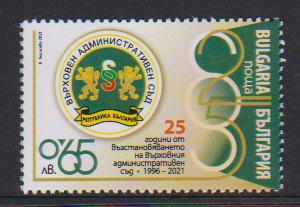 ВЪРХОВЕН АДМИНИСТРАТИВЕН СЪД
РЕПУБЛИКА БЪЛГАРИЯ
0.65
ЛВ.
25
ГОДИНИ ОТ
ВЪЗСТАНОВЯВАНЕТО
НА ВЪРХОВНИЯ
АДМИНИСТРАТИВЕН
СЪД • 1996 - 2021
BULGARIA
поща
БЪЛГАРИЯ